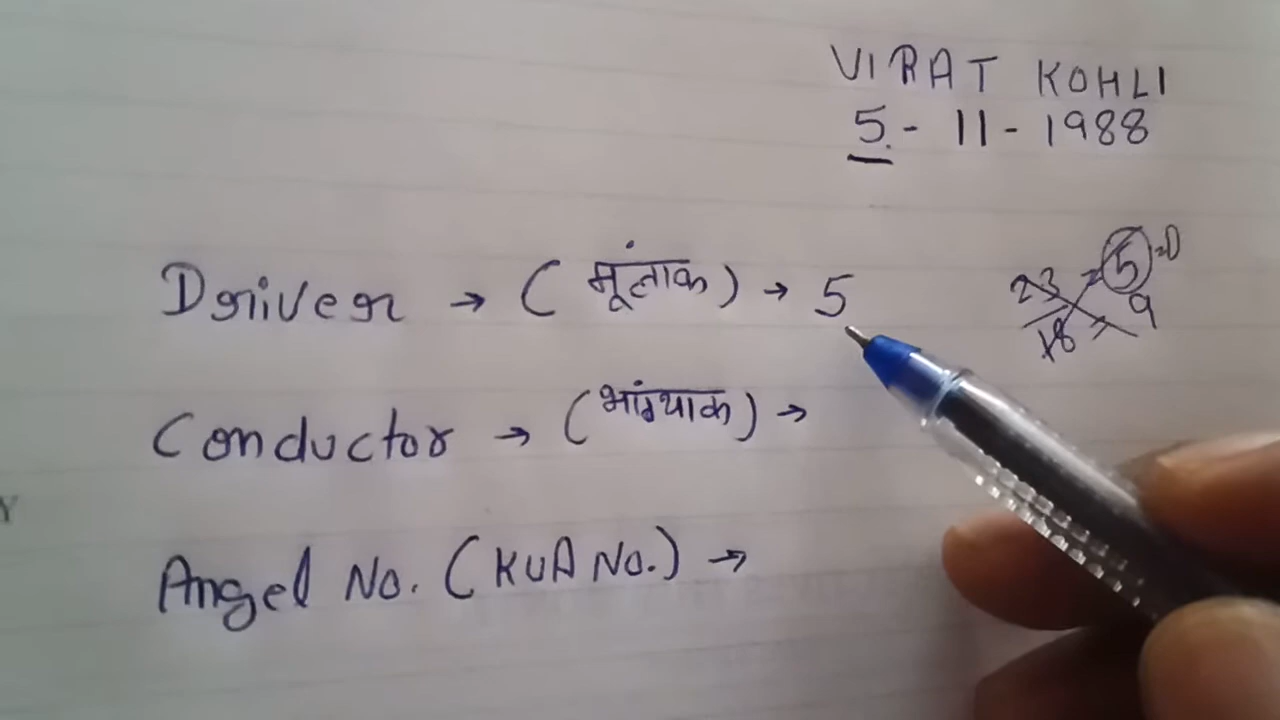 VIRAT KOHLI
5 - 11 - 1988
Driver → (मूंलाक) → 5
23 = 5 = D
18 = 9
Conductor → (भांग्याक) →
Angel No. (KUA No.) →
Y